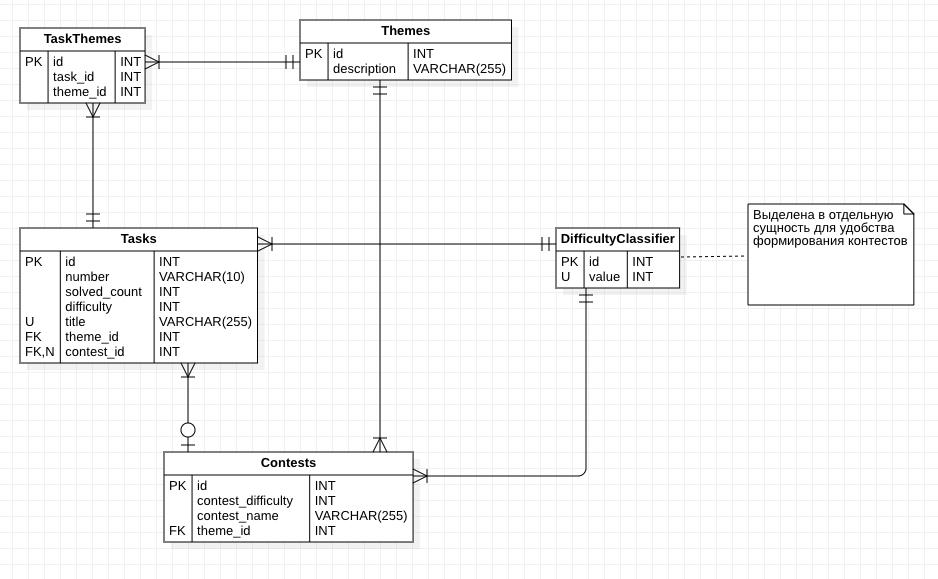 TaskThemes
PK id INT
task_id INT
theme_id INT
Themes
PK id INT
description VARCHAR(255)
Tasks
PK id INT
number VARCHAR(10)
solved_count INT
difficulty INT
U title VARCHAR(255)
FK theme_id INT
FK,N contest_id INT
DifficultyClassifier
PK id INT
U value INT
Выделена в отдельную
сущность для удобства
формирования контестов
Contests
PK id INT
contest_difficulty INT
contest_name VARCHAR(255)
FK theme_id INT